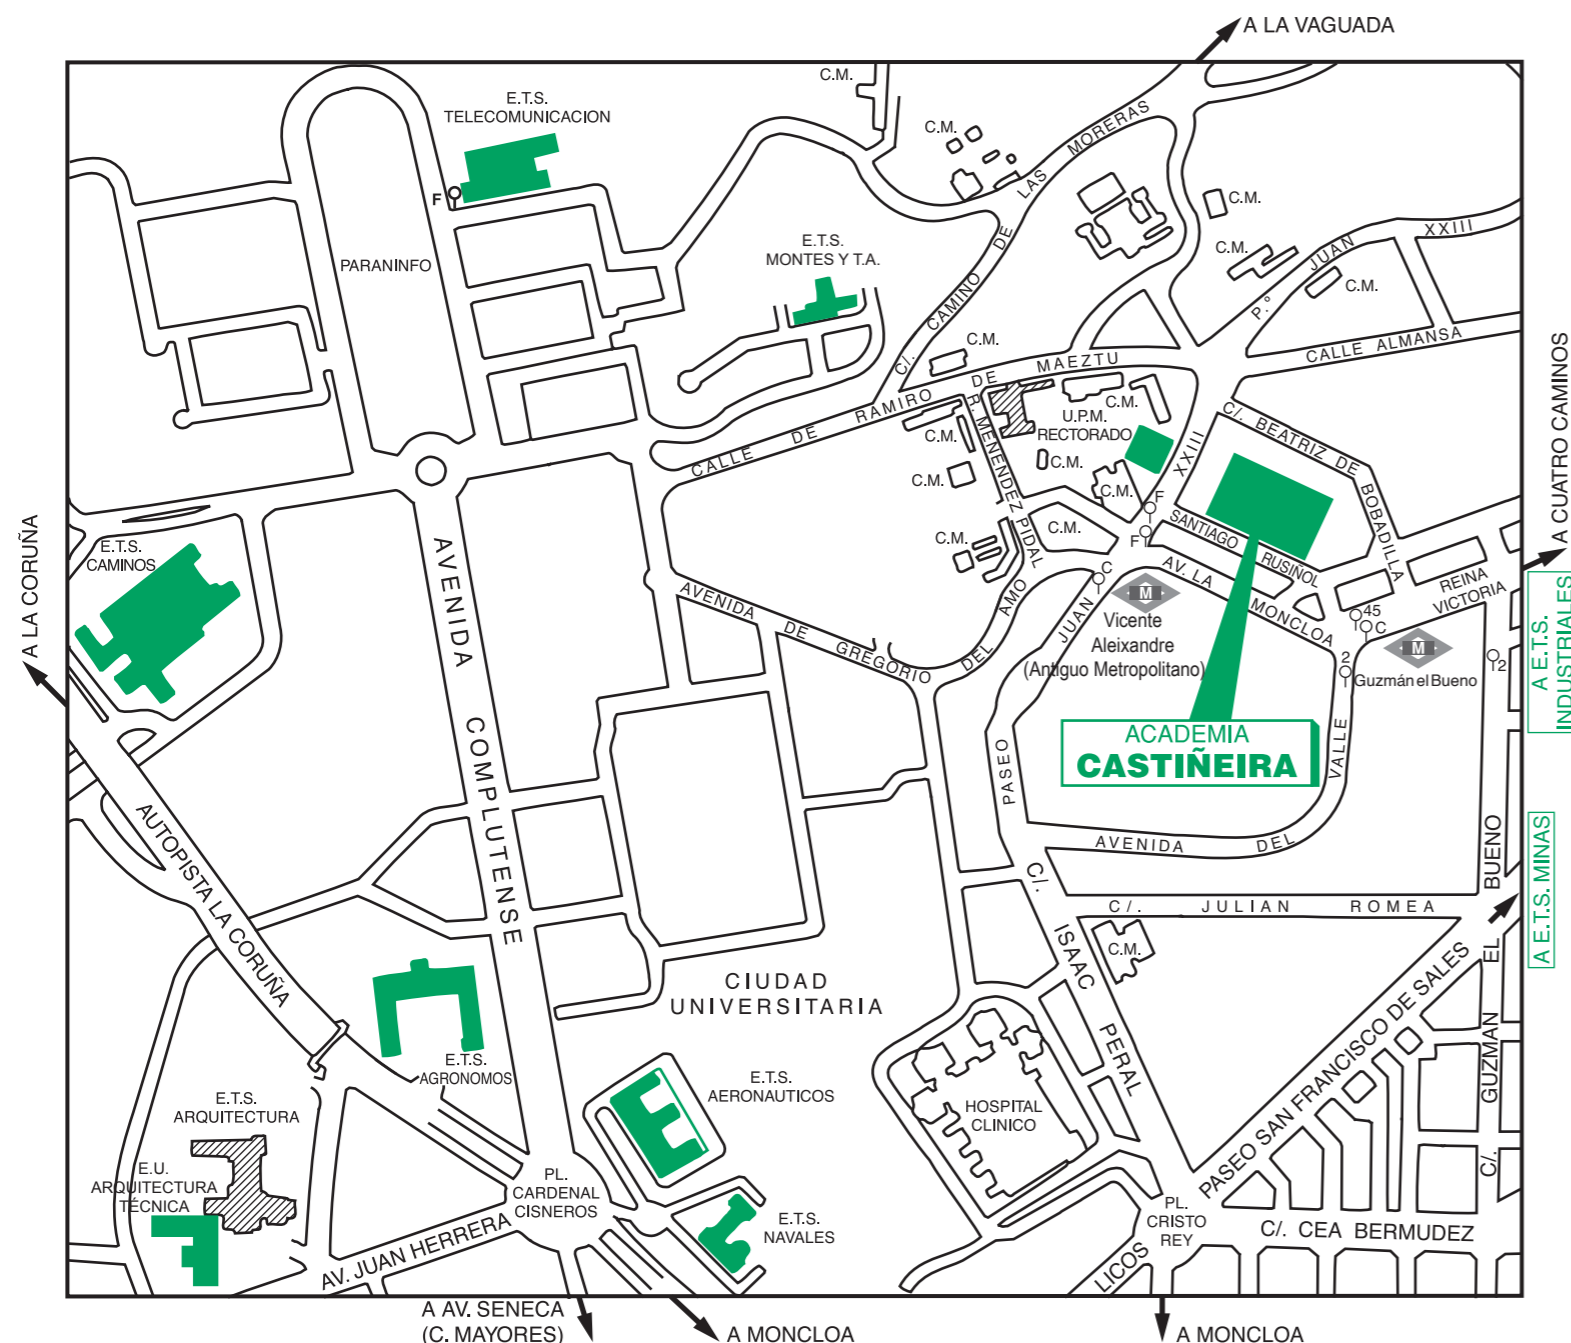 A LA VAGUADA
C.M.
E.T.S.
TELECOMUNICACION
F
PARANINFO
E.T.S.
MONTES Y T.A.
C.M.
C/. CAMINO DE LAS MORERAS
C.M.
C.M.
C.M.
P.º JUAN XXIII
CALLE ALMANSA
C.M.
CALLE DE RAMIRO DE MAEZTU
C.M.
U.P.M.
RECTORADO
C.M.
C.M.
C.M.
C.M.
C.M.
C.M.
R. MENENDEZ PIDAL
XXIII
C/. BEATRIZ DE BOBADILLA
F
F
SANTIAGO RUSIÑOL
AV. LA MONCLOA
REINA
VICTORIA
A CUATRO CAMINOS
A LA CORUÑA
E.T.S.
CAMINOS
AVENIDA COMPLUTENSE
AVENIDA DE GREGORIO DEL AMO
PASEO JUAN
C
M
Vicente
Aleixandre
(Antiguo Metropolitano)
45
C
2
M
Guzmán el Bueno
2
A E.T.S.
INDUSTRIALES
ACADEMIA
CASTIÑEIRA
AVENIDA DEL VALLE
A E.T.S. MINAS
AUTOPISTA LA CORUÑA
C/. JULIAN ROMEA
C/. ISAAC PERAL
C.M.
C/. GUZMAN EL BUENO
PASEO SAN FRANCISCO DE SALES
CIUDAD
UNIVERSITARIA
E.T.S.
AGRONOMOS
E.T.S.
AERONAUTICOS
HOSPITAL
CLINICO
E.T.S.
ARQUITECTURA
E.U.
ARQUITECTURA
TÉCNICA
PL.
CARDENAL
CISNEROS
E.T.S.
NAVALES
PL.
CRISTO
REY
C/. CEA BERMUDEZ
AV. JUAN HERRERA
LICOS
A AV. SENECA
(C. MAYORES)
A MONCLOA
A MONCLOA